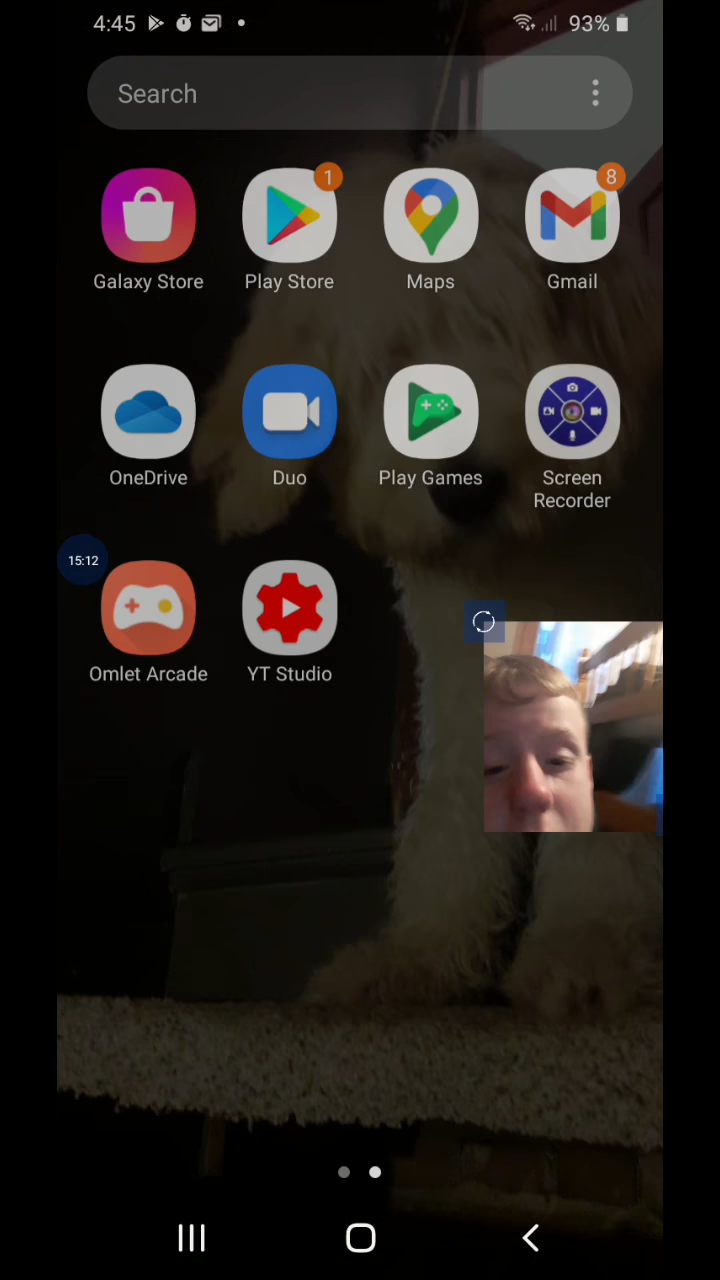 4:45 93%
Search
1 8
Galaxy Store Play Store Maps Gmail
OneDrive Duo Play Games Screen
Recorder
15:12
Omlet Arcade YT Studio